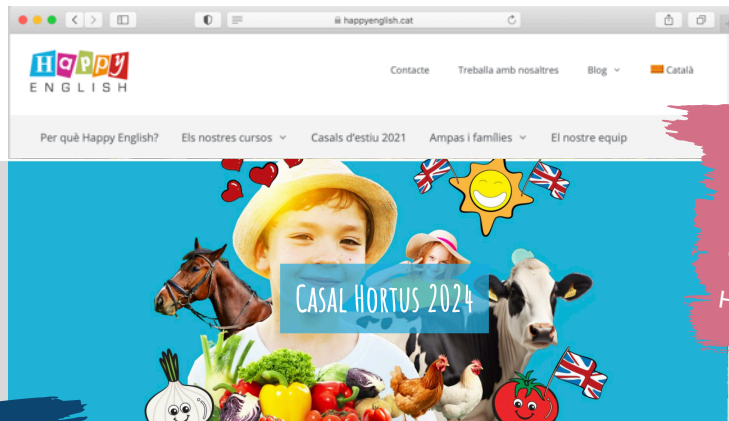 happyenglish.cat
Happy
ENGLISH
Contacte Treballa amb nosaltres Blog Català
Per què Happy English? Els nostres cursos Casals d'estiu 2021 Ampas i famílies El nostre equip
CASAL HORTUS 2024
H